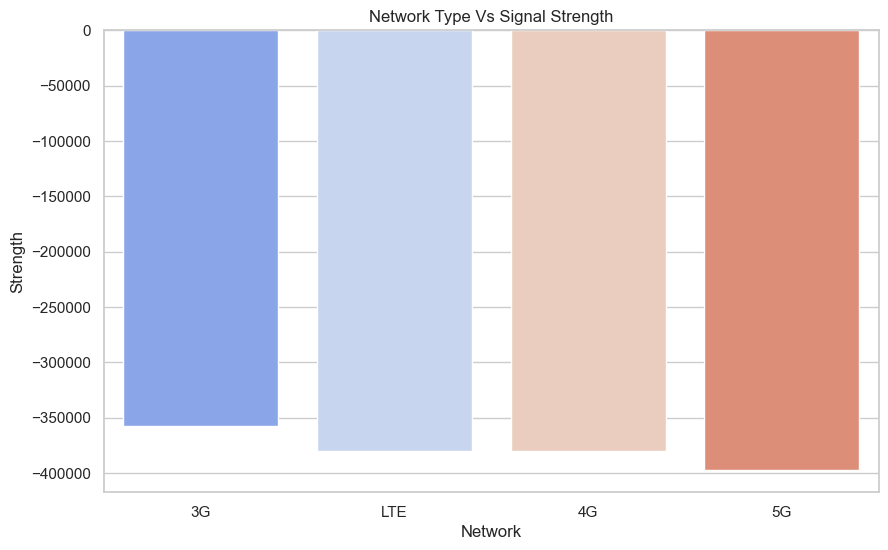 Network Type Vs Signal Strength
0
−50000
−100000
−150000
−200000
−250000
−300000
−350000
−400000
Strength
3G
LTE
4G
5G
Network